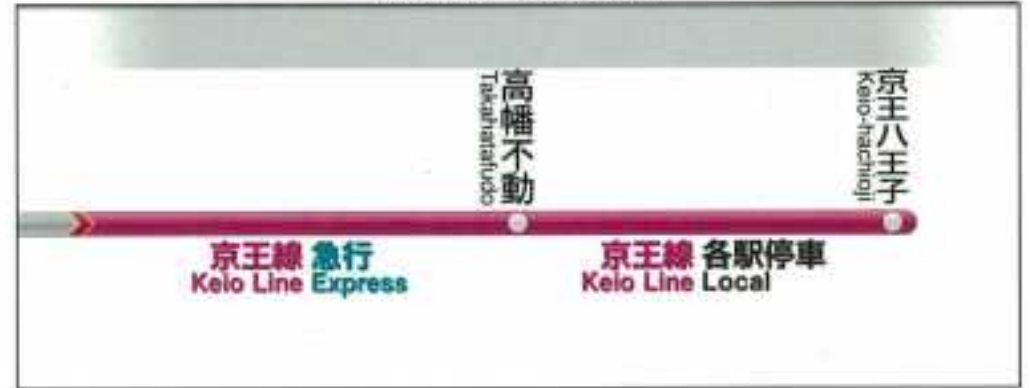 高幡不動
Takahatafudo
京王八王子
Keio-hachioji
京王線 急行
Keio Line Express
京王線 各駅停車
Keio Line Local